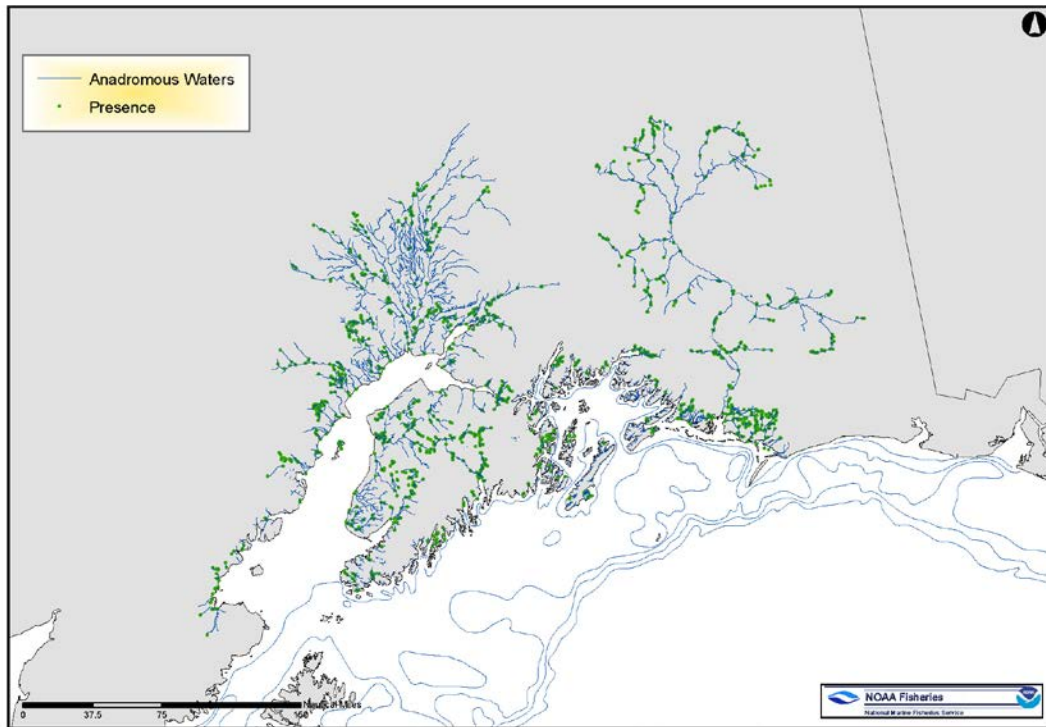 Anadromous Waters
Presence
Nautical Miles
0 37.5 75 150
NOAA Fisheries
National Marine Fisheries Service